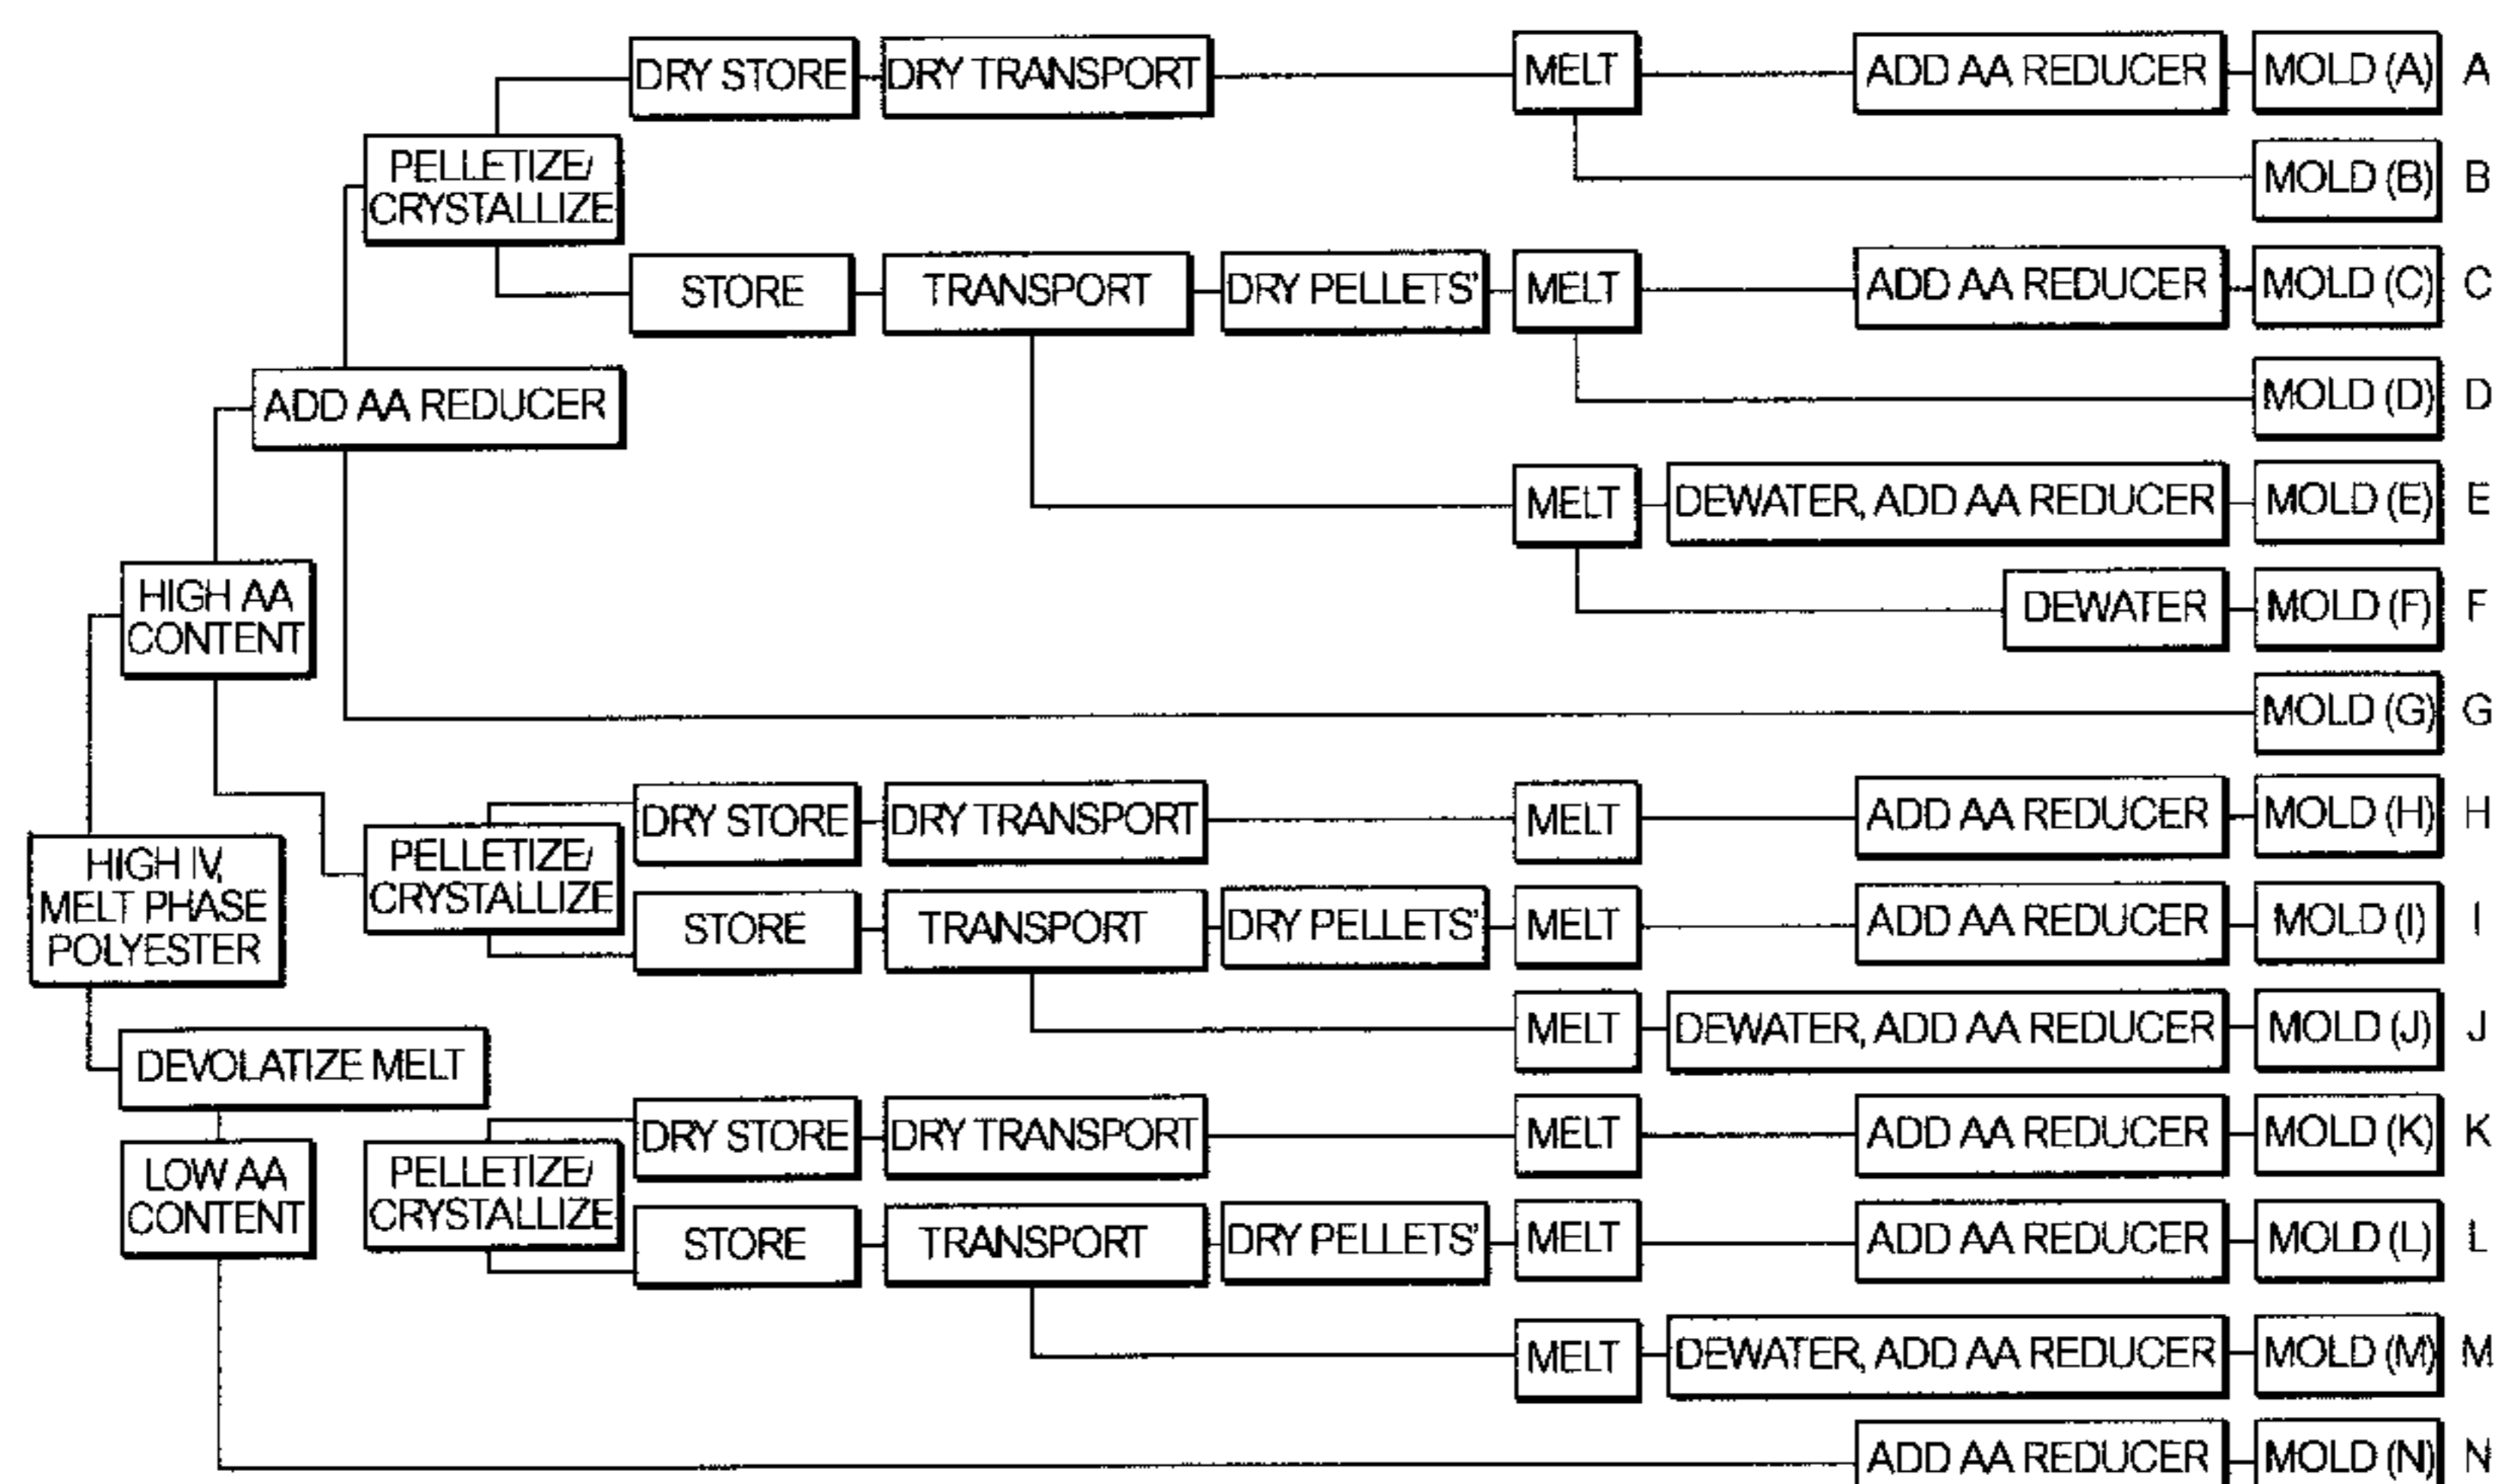 DRY STORE
DRY TRANSPORT
MELT
ADD AA REDUCER
MOLD (A)
A
PELLETIZE/
CRYSTALLIZE
MOLD (B)
B
STORE
TRANSPORT
DRY PELLETS'
MELT
ADD AA REDUCER
MOLD (C)
C
ADD AA REDUCER
MOLD (D)
D
MELT
DEWATER, ADD AA REDUCER
MOLD (E)
E
HIGH AA
CONTENT
DEWATER
MOLD (F)
F
MOLD (G)
G
DRY STORE
DRY TRANSPORT
MELT
ADD AA REDUCER
MOLD (H)
H
HIGH IV,
MELT PHASE
POLYESTER
PELLETIZE/
CRYSTALLIZE
STORE
TRANSPORT
DRY PELLETS'
MELT
ADD AA REDUCER
MOLD (I)
I
MELT
DEWATER, ADD AA REDUCER
MOLD (J)
J
DEVOLATIZE MELT
DRY STORE
DRY TRANSPORT
MELT
ADD AA REDUCER
MOLD (K)
K
LOW AA
CONTENT
PELLETIZE/
CRYSTALLIZE
STORE
TRANSPORT
DRY PELLETS'
MELT
ADD AA REDUCER
MOLD (L)
L
MELT
DEWATER, ADD AA REDUCER
MOLD (M)
M
ADD AA REDUCER
MOLD (N)
N